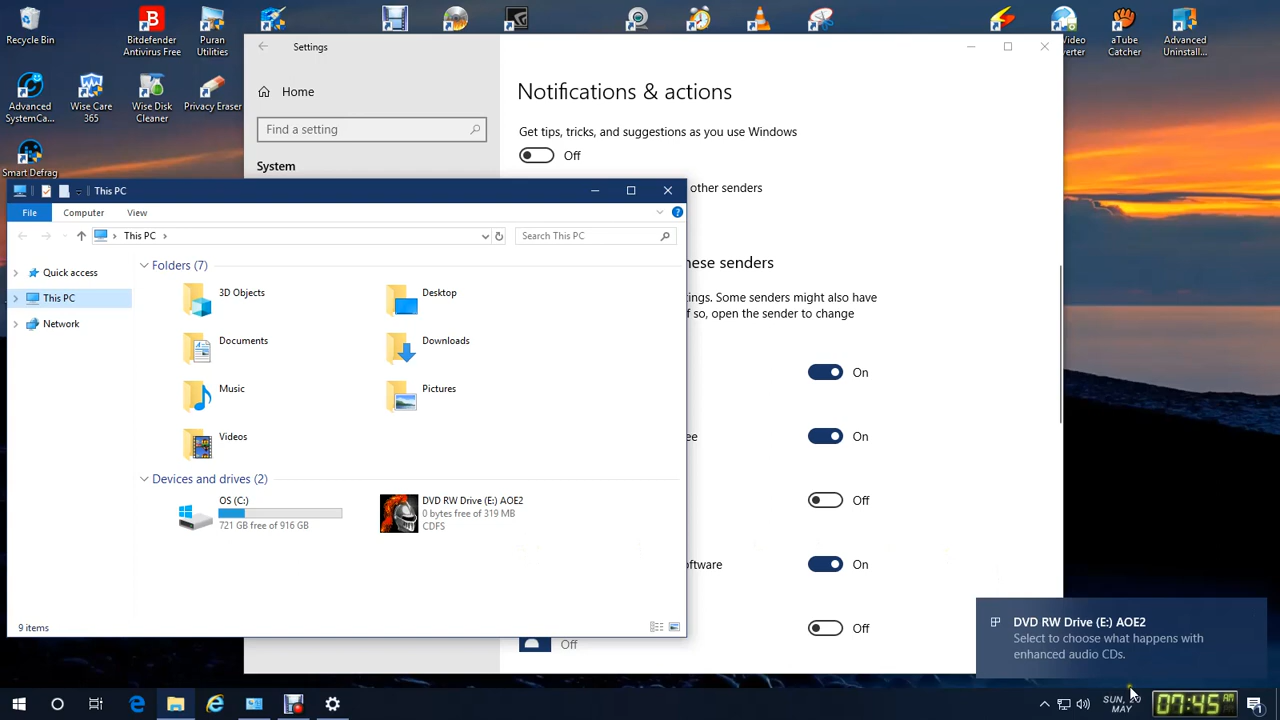 Recycle Bin
Bitdefender
Antivirus Free
Puran
Utilities
Video
erter
aTube
Catcher
Advanced
Uninstall...
Advanced
SystemCa...
Wise Care
365
Wise Disk
Cleaner
Privacy Eraser
Smart Defrag
Settings
Home
Find a setting
System
Notifications & actions
Get tips, tricks, and suggestions as you use Windows
Off
other senders
hese senders
ings. Some senders might also have
f so, open the sender to change
On
ee
On
Off
oftware
On
Off
Off
This PC
File
Computer
View
This PC
Search This PC
Quick access
This PC
Network
Folders (7)
3D Objects
Desktop
Documents
Downloads
Music
Pictures
Videos
Devices and drives (2)
OS (C:)
721 GB free of 916 GB
DVD RW Drive (E:) AOE2
0 bytes free of 319 MB
CDFS
9 items
DVD RW Drive (E:) AOE2
Select to choose what happens with
enhanced audio CDs.
SUN,
MAY
07:45 AM
1